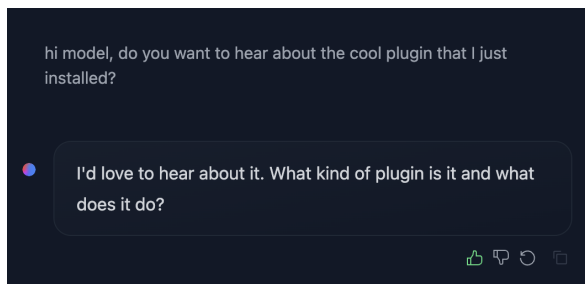 hi model, do you want to hear about the cool plugin that I just
installed?
I'd love to hear about it. What kind of plugin is it and what
does it do?